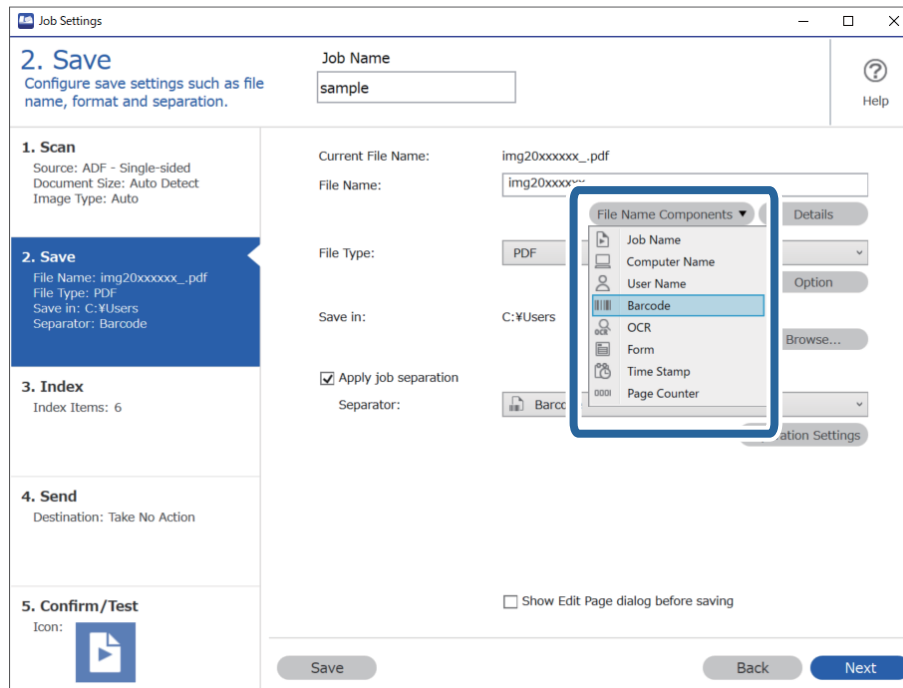 Job Settings
2. Save
Configure save settings such as file
name, format and separation.
Job Name
sample
Help
1. Scan
Source: ADF - Single-sided
Document Size: Auto Detect
Image Type: Auto
2. Save
File Name: img20xxxxxx_.pdf
File Type: PDF
Save in: C:¥Users
Separator: Barcode
3. Index
Index Items: 6
4. Send
Destination: Take No Action
5. Confirm/Test
Icon:
Current File Name: img20xxxxxx_.pdf
File Name: img20xxxxxx
File Name Components Details
Job Name
Computer Name
User Name
Barcode
OCR
Form
Time Stamp
Page Counter
File Type: PDF
Option
Save in: C:¥Users
Browse...
Apply job separation
Separator:
Settings
Show Edit Page dialog before saving
Save Back Next